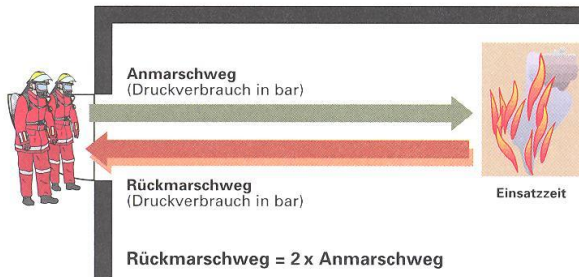 Anmarschweg
(Druckverbrauch in bar)
Rückmarschweg
(Druckverbrauch in bar)
Einsatzzeit
Rückmarschweg = 2 x Anmarschweg